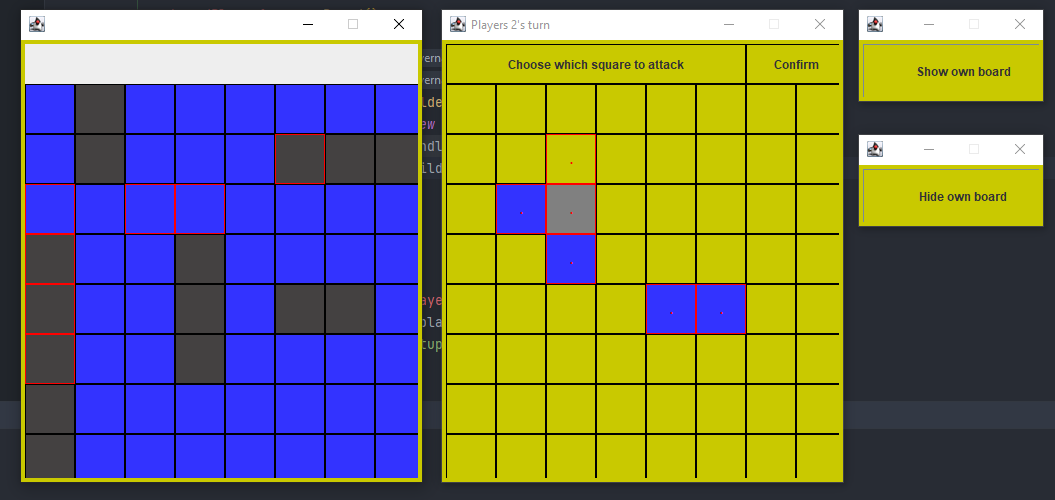 Players 2's turn
Choose which square to attack
Confirm
Show own board
Hide own board